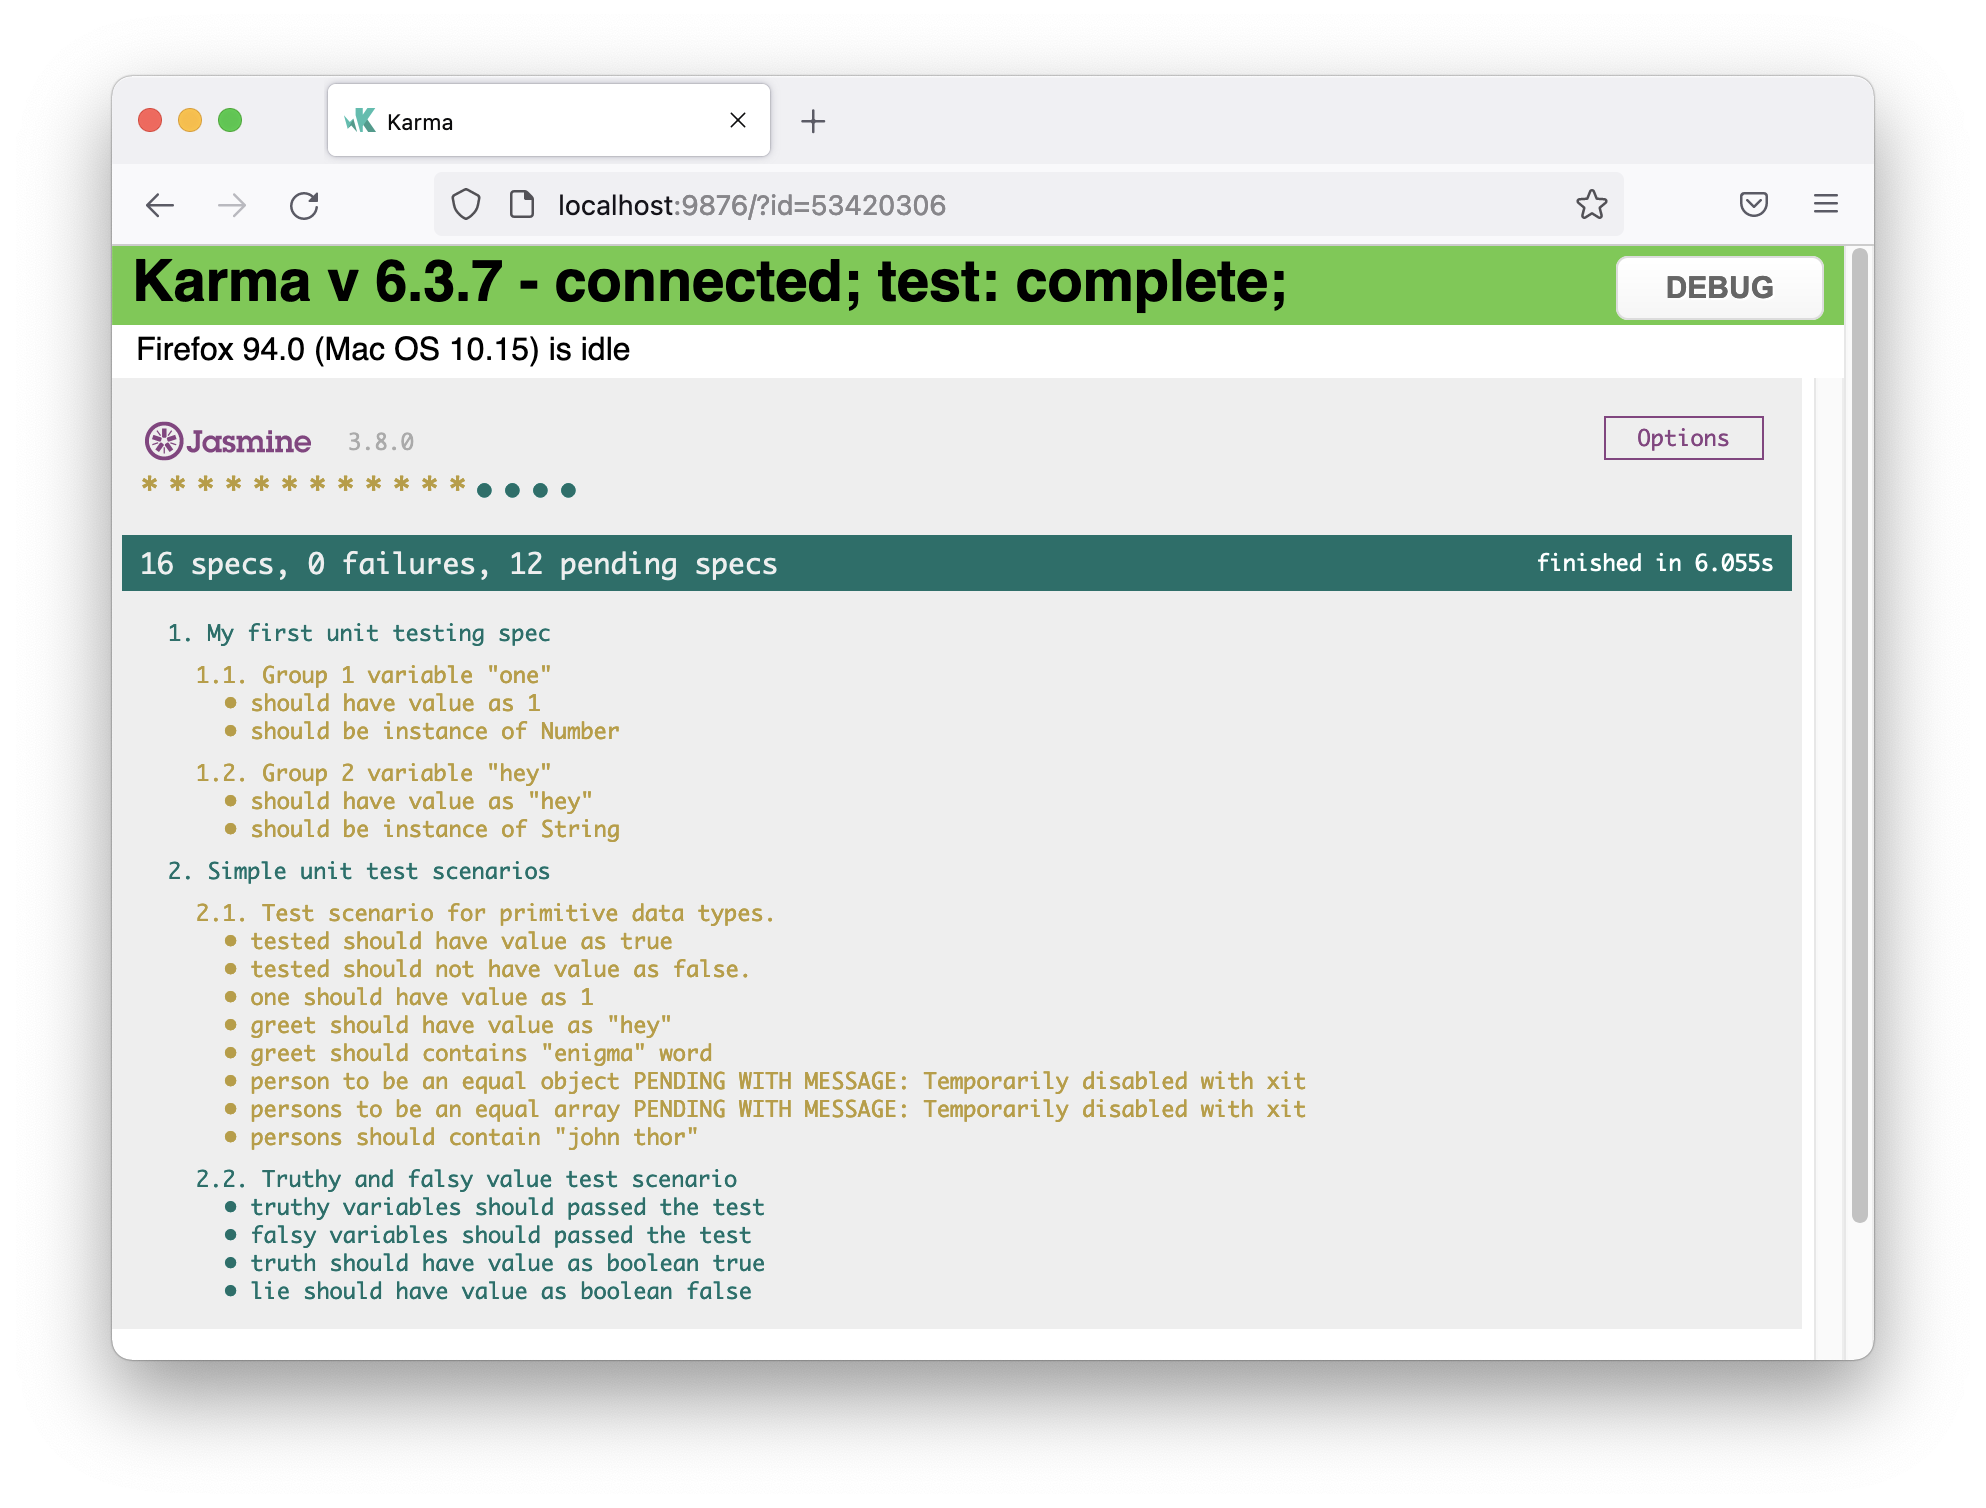 Karma
localhost:9876/?id=53420306
Karma v 6.3.7 - connected; test: complete;
DEBUG
Firefox 94.0 (Mac OS 10.15) is idle
Jasmine 3.8.0
Options
* * * * * * * * * * * * ● ● ● ●
16 specs, 0 failures, 12 pending specs
finished in 6.055s
1. My first unit testing spec
1.1. Group 1 variable "one"
• should have value as 1
• should be instance of Number
1.2. Group 2 variable "hey"
• should have value as "hey"
• should be instance of String
2. Simple unit test scenarios
2.1. Test scenario for primitive data types.
• tested should have value as true
• tested should not have value as false.
• one should have value as 1
• greet should have value as "hey"
• greet should contains "enigma" word
• person to be an equal object PENDING WITH MESSAGE: Temporarily disabled with xit
• persons to be an equal array PENDING WITH MESSAGE: Temporarily disabled with xit
• persons should contain "john thor"
2.2. Truthy and falsy value test scenario
• truthy variables should passed the test
• falsy variables should passed the test
• truth should have value as boolean true
• lie should have value as boolean false